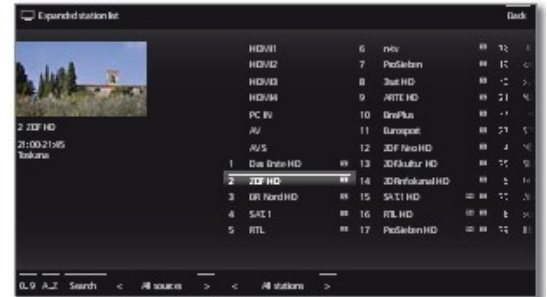 Expanded station list Back
2 ZDF HD
21:00-21:45
Toskana
HDMI1
HDMI2
HDMI3
HDMI4
PC IN
AV
AVS
1 Das Erste HD
2 ZDF HD
3 BR Nord HD
4 SAT.1
5 RTL
6 n-tv
7 ProSieben
8 3sat HD
9 ARTE HD
10 EinsPlus
11 Eurosport
12 ZDF Neo HD
13 ZDFkultur HD
14 ZDFinfokanal HD
15 SAT.1 HD
16 RTL HD
17 ProSieben HD
0...9 A...Z Search < All sources > < All stations >